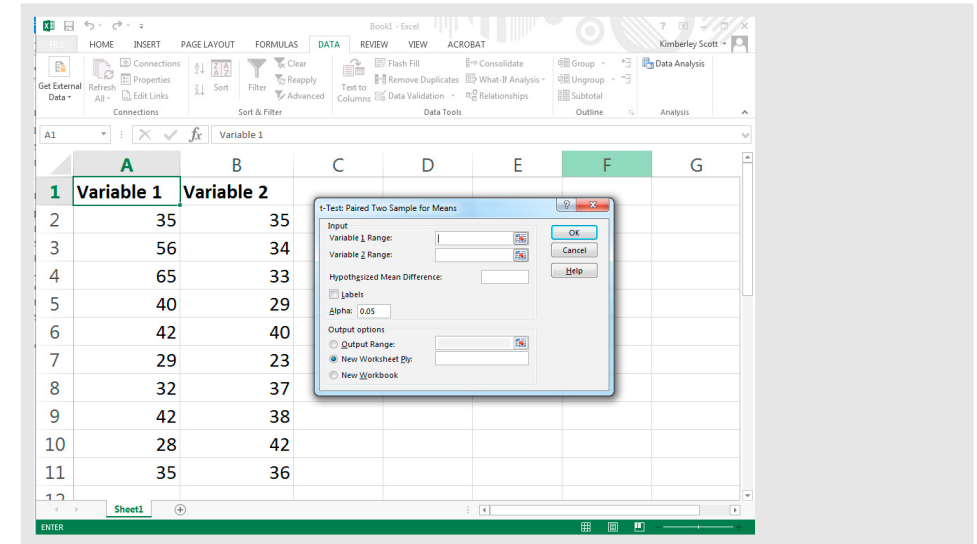 Book1 - Excel
Kimberley Scott
FILE HOME INSERT PAGE LAYOUT FORMULAS DATA REVIEW VIEW ACROBAT
Get External Data
Refresh All
Connections
Properties
Edit Links
Connections
Sort
Filter
Clear
Reapply
Advanced
Sort & Filter
Text to Columns
Flash Fill
Remove Duplicates
Data Validation
Consolidate
What-If Analysis
Relationships
Data Tools
Group
Ungroup
Subtotal
Outline
Data Analysis
Analysis
A1 fx Variable 1
A B C D E F G
1 Variable 1 Variable 2
2 35 35
3 56 34
4 65 33
5 40 29
6 42 40
7 29 23
8 32 37
9 42 38
10 28 42
11 35 36
12
t-Test: Paired Two Sample for Means
Input
Variable 1 Range:
Variable 2 Range:
Hypothesized Mean Difference:
Labels
Alpha: 0.05
Output options
Output Range:
New Worksheet Ply:
New Workbook
OK
Cancel
Help
Sheet1
ENTER